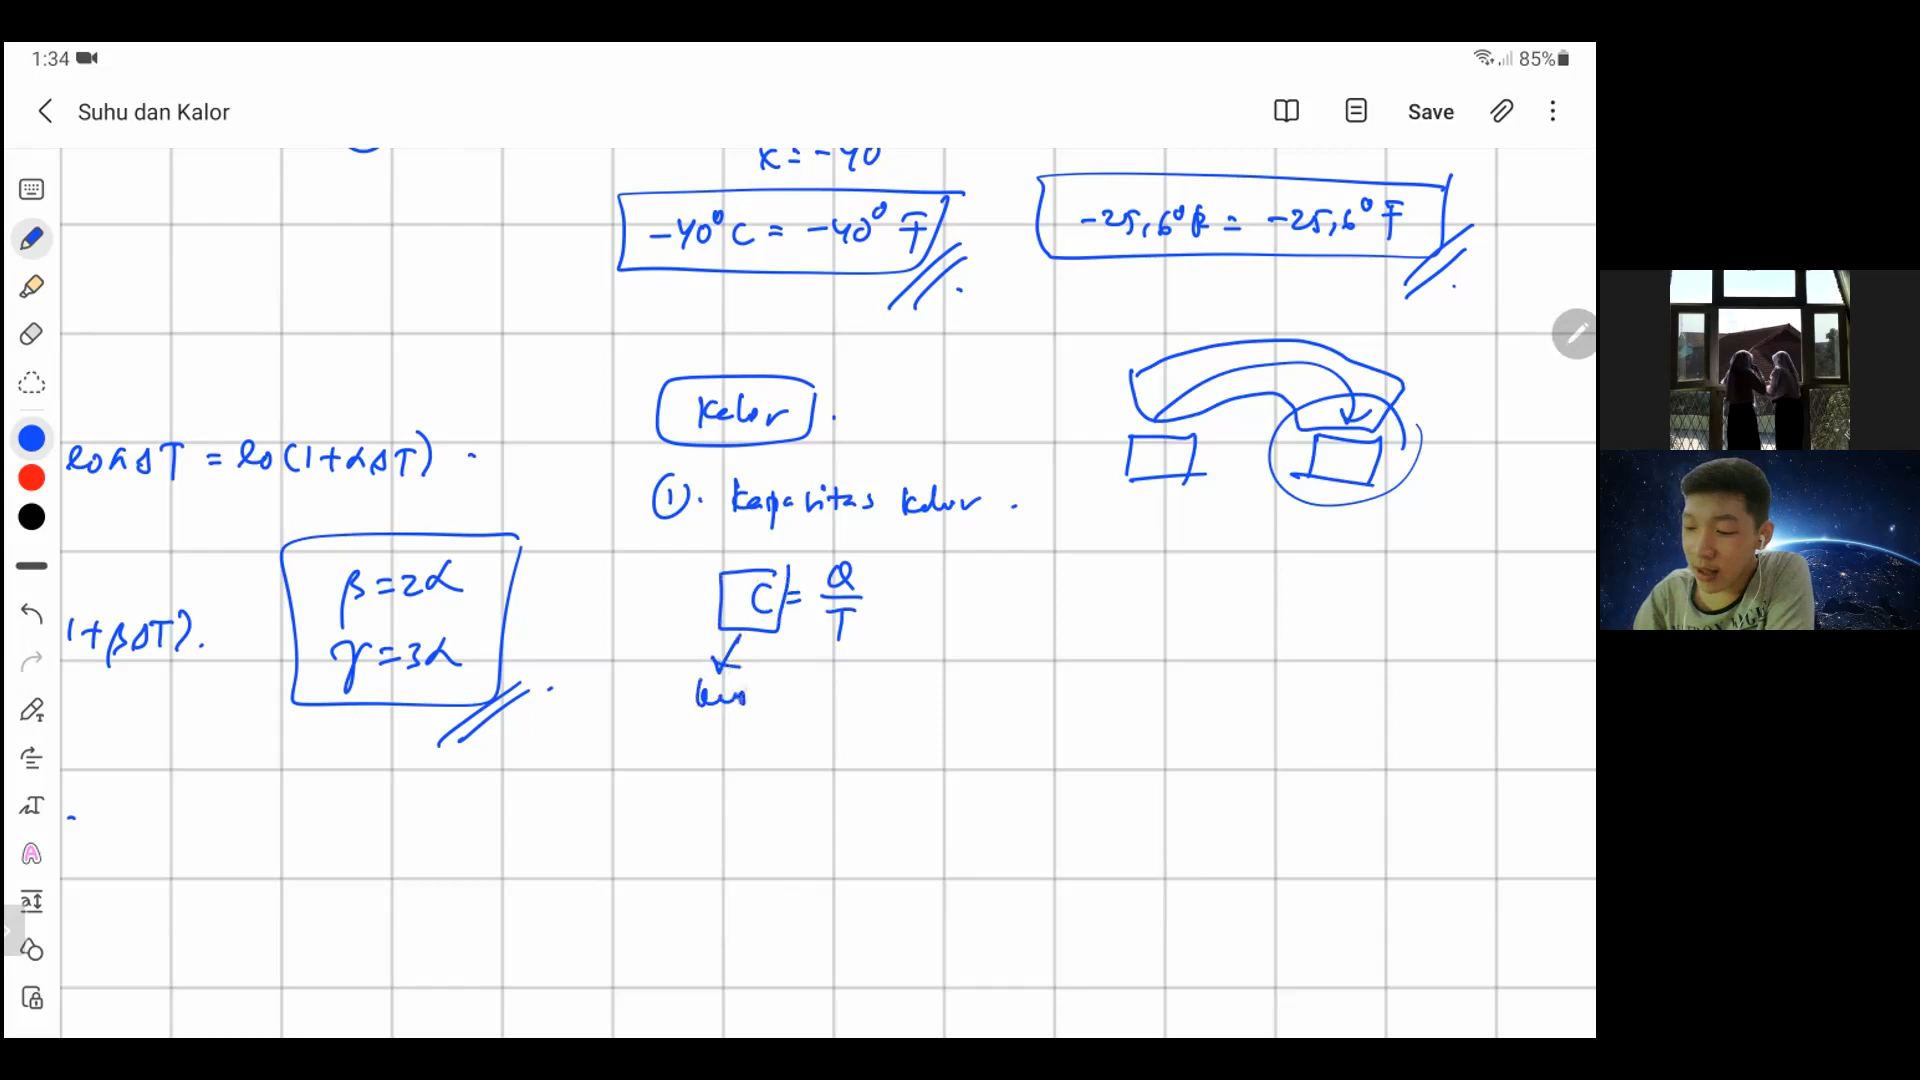 1:34
85%
Suhu dan Kalor
Save
x = -40
-40°C = -40°F
-25,6°R = -25,6°F
Kalor.
l0αΔT = l0(1+αΔT).
①. Kapasitas Kalor.
β=2α
C = Q/T
1+βΔT).
γ=3α